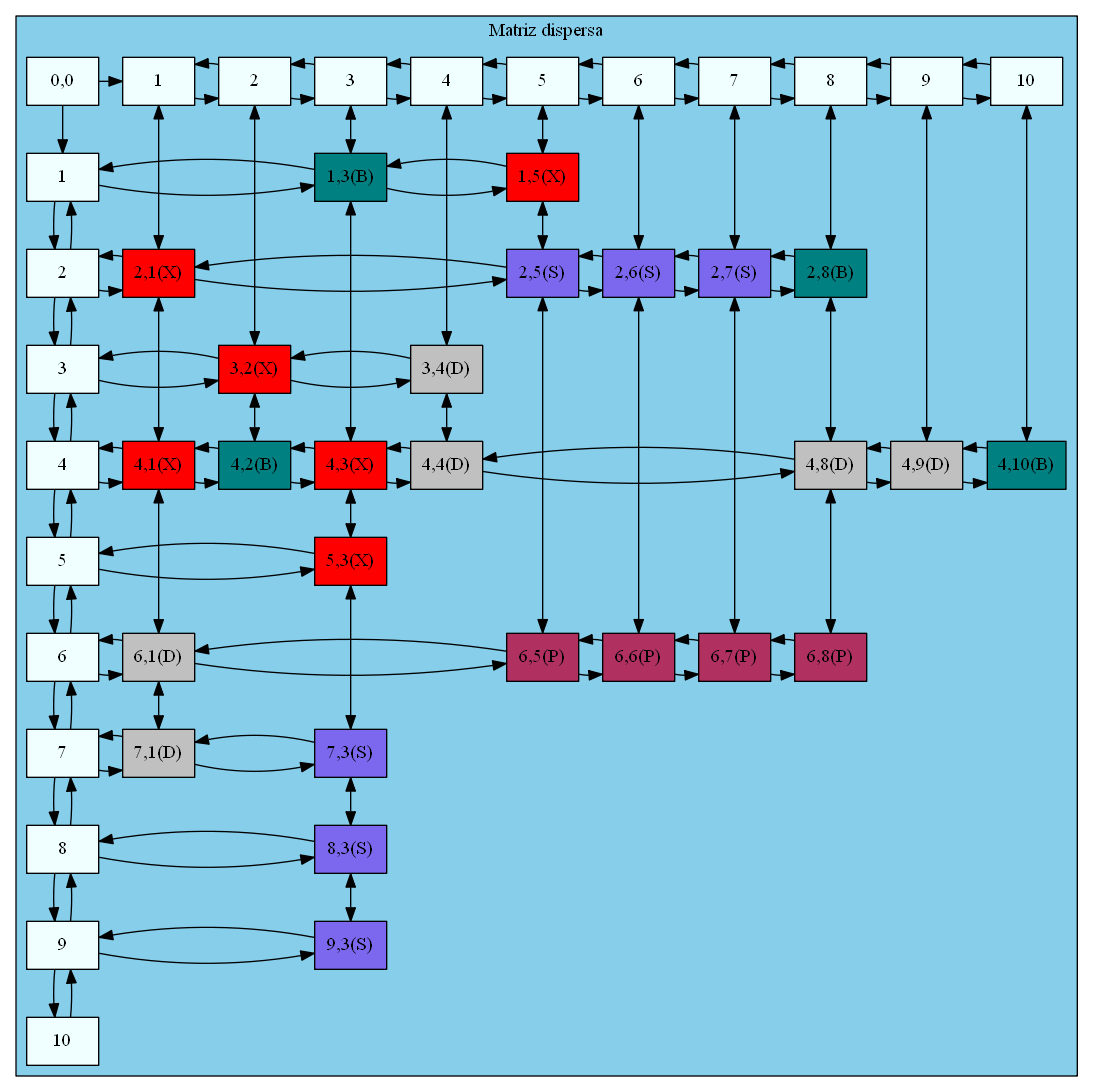 Matriz dispersa
0,0 1 2 3 4 5 6 7 8 9 10
1 1,3(B) 1,5(X)
2 2,1(X) 2,5(S) 2,6(S) 2,7(S) 2,8(B)
3 3,2(X) 3,4(D)
4 4,1(X) 4,2(B) 4,3(X) 4,4(D) 4,8(D) 4,9(D) 4,10(B)
5 5,3(X)
6 6,1(D) 6,5(P) 6,6(P) 6,7(P) 6,8(P)
7 7,1(D) 7,3(S)
8 8,3(S)
9 9,3(S)
10